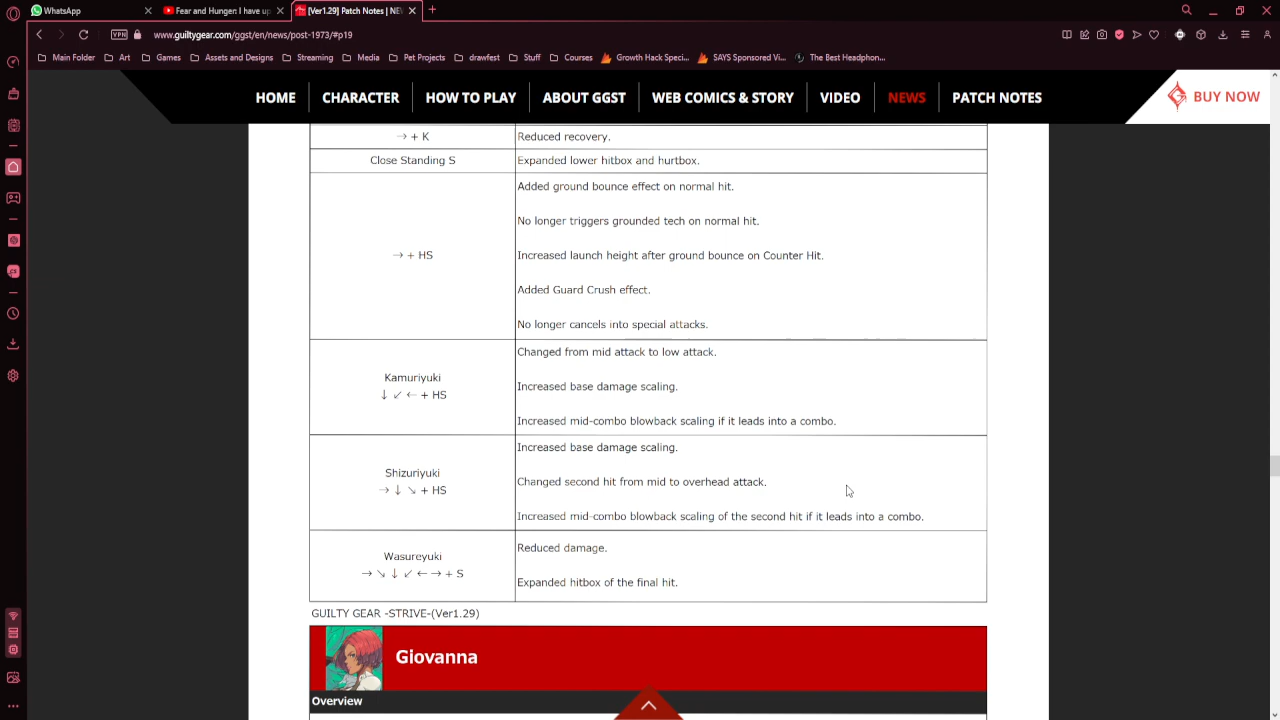 WhatsApp
Fear and Hunger: I have up
[Ver1.29] Patch Notes | NE
VPN
www.guiltygear.com/ggst/en/news/post-1973/#p19
Main Folder
Art
Games
Assets and Designs
Streaming
Media
Pet Projects
drawfest
Stuff
Courses
Growth Hack Speci...
SAYS Sponsored Vi...
The Best Headphon...
HOME
CHARACTER
HOW TO PLAY
ABOUT GGST
WEB COMICS & STORY
VIDEO
NEWS
PATCH NOTES
BUY NOW
→ + K
Reduced recovery.
Close Standing S
Expanded lower hitbox and hurtbox.
→ + HS
Added ground bounce effect on normal hit.
No longer triggers grounded tech on normal hit.
Increased launch height after ground bounce on Counter Hit.
Added Guard Crush effect.
No longer cancels into special attacks.
Kamuriyuki
↓ ↙ ← + HS
Changed from mid attack to low attack.
Increased base damage scaling.
Increased mid-combo blowback scaling if it leads into a combo.
Shizuriyuki
→ ↓ ↘ + HS
Increased base damage scaling.
Changed second hit from mid to overhead attack.
Increased mid-combo blowback scaling of the second hit if it leads into a combo.
Wasureyuki
→ ↘ ↓ ↙ ← → + S
Reduced damage.
Expanded hitbox of the final hit.
GUILTY GEAR -STRIVE-(Ver1.29)
Giovanna
Overview